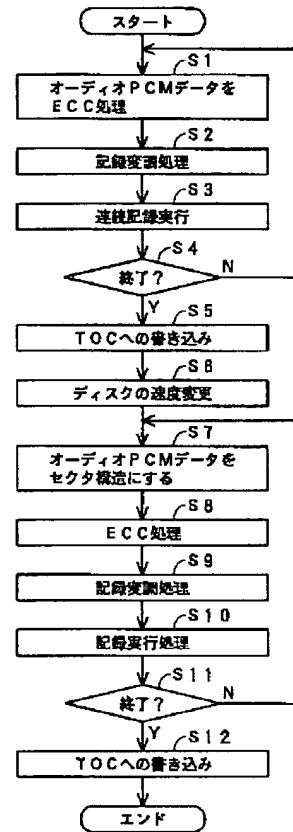 スタート
S1
オーディオPCMデータを
ECC処理
S2
記録変調処理
S3
連続記録実行
S4
終了?
N
Y
S5
TOCへの書き込み
S6
ディスクの速度変更
S7
オーディオPCMデータを
セクタ構造にする
S8
ECC処理
S9
記録変調処理
S10
記録実行処理
S11
終了?
N
Y
S12
TOCへの書き込み
エンド